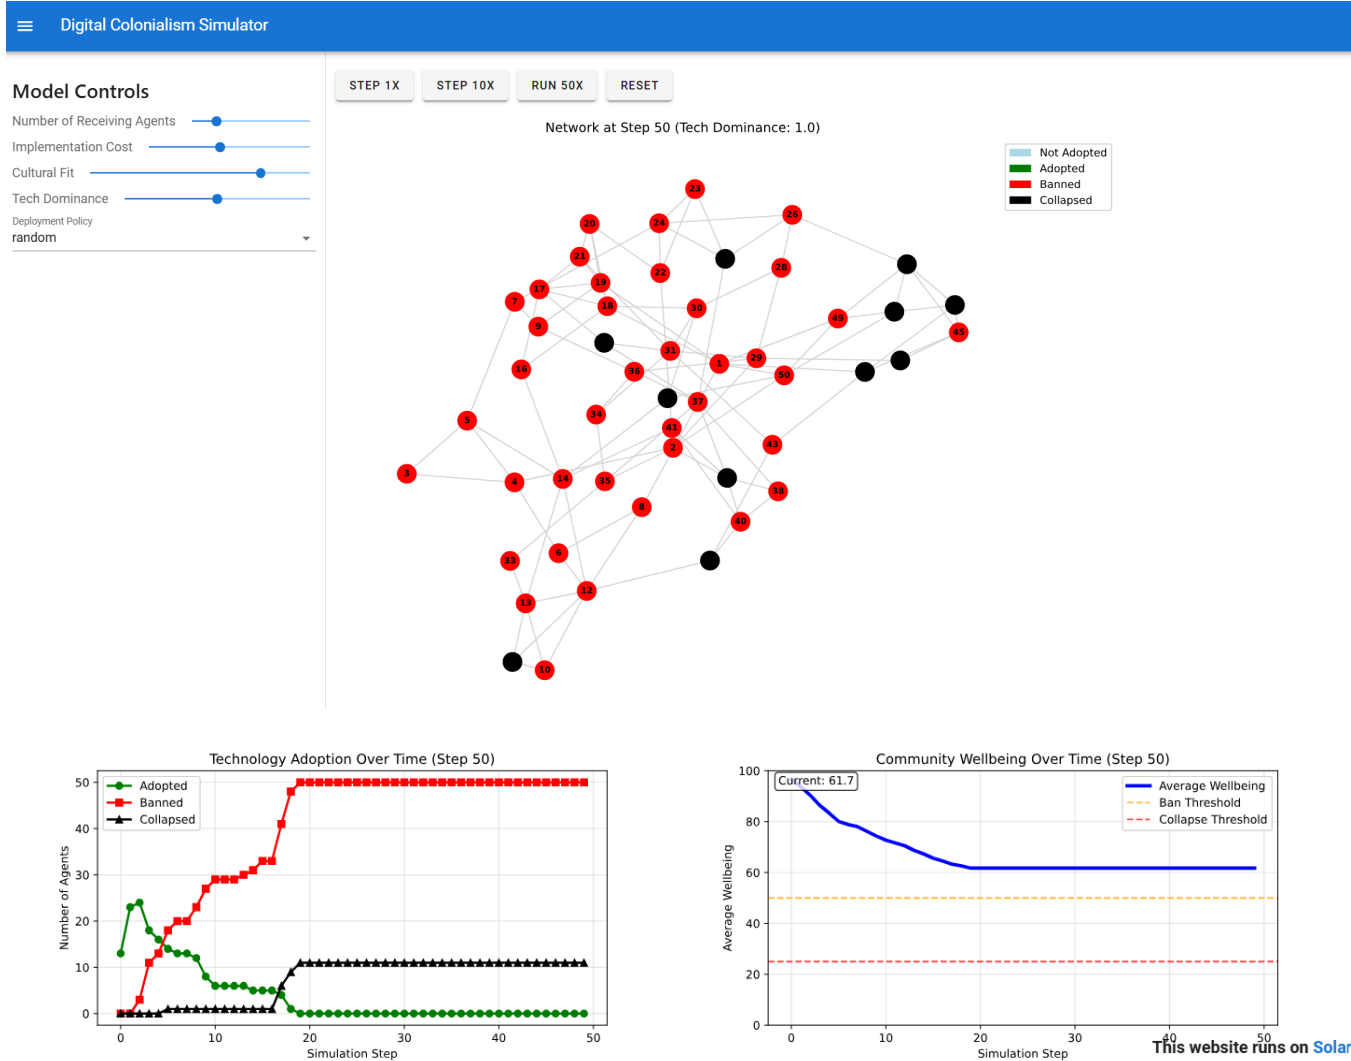 Digital Colonialism Simulator
Model Controls
Number of Receiving Agents
Implementation Cost
Cultural Fit
Tech Dominance
Deployment Policy
random
STEP 1X
STEP 10X
RUN 50X
RESET
Network at Step 50 (Tech Dominance: 1.0)
Not Adopted
Adopted
Banned
Collapsed
23
26
20
24
21
28
22
19
17
7
18
30
49
9
45
31
29
1
16
36
50
37
34
5
41
43
2
3
14
35
4
38
8
40
6
33
12
13
10
Technology Adoption Over Time (Step 50)
Adopted
Banned
Collapsed
Number of Agents
50
40
30
20
10
0
0 10 20 30 40 50
Simulation Step
Community Wellbeing Over Time (Step 50)
Current: 61.7
Average Wellbeing
Ban Threshold
Collapse Threshold
Average Wellbeing
100
80
60
40
20
0
0 10 20 30 40 50
Simulation Step
This website runs on Solar